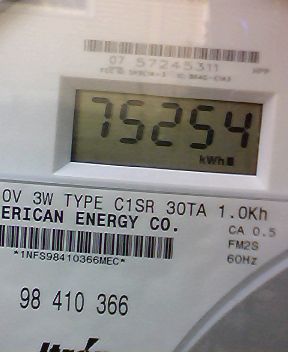 07 57245311 HPP
75254
kWh
0V 3W TYPE C1SR 30TA 1.0Kh
ERICAN ENERGY CO.
CA 0.5
FM2S
60Hz
*1NFS98410366MEC*
98 410 366